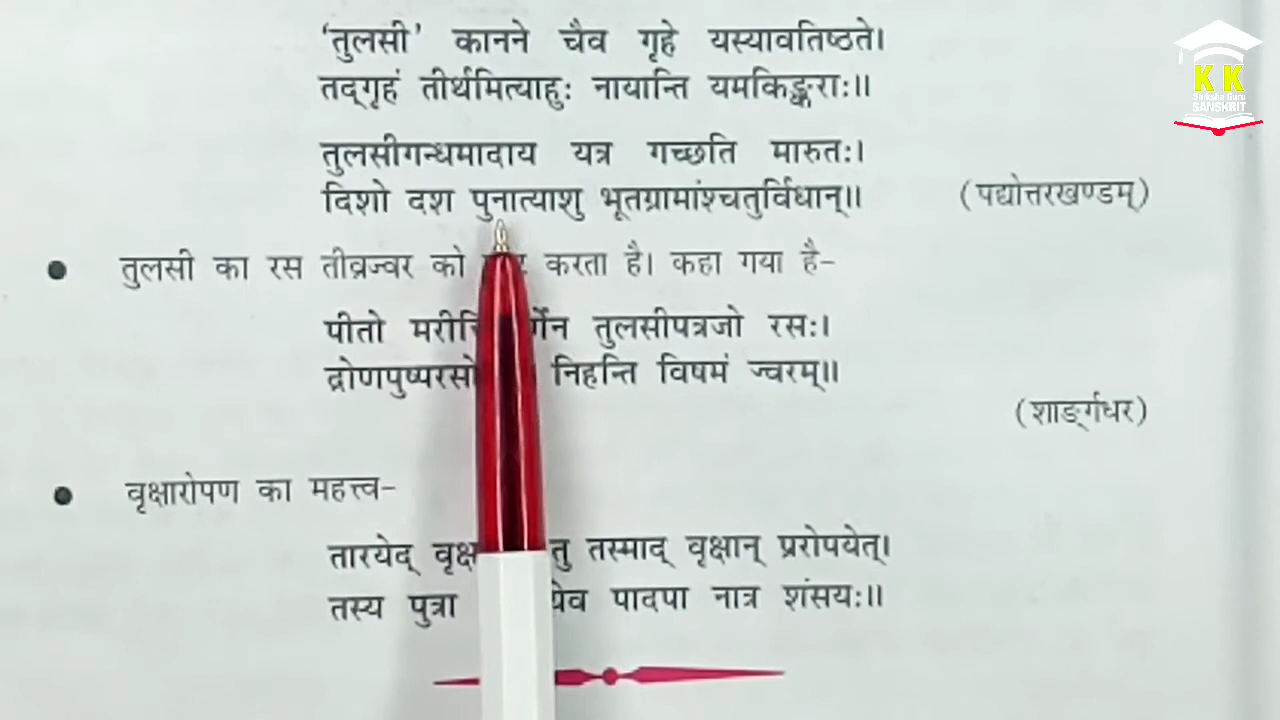 'तुलसी' कानने चैव गृहे यस्यावतिष्ठते।
तद्गृहं तीर्थमित्याहुः नायान्ति यमकिङ्कराः॥
तुलसीगन्धमादाय यत्र गच्छति मारुतः।
दिशो दश पुनात्याशु भूतग्रामांश्चतुर्विधान्॥ (पद्योत्तरखण्डम्)
● तुलसी का रस तीव्रज्वर को करता है। कहा गया है-
पीतो तुलसीपत्रजो रसः।
निहन्ति विषमं ज्वरम्॥
(शार्ङ्गधर)
● वृक्षारोपण का महत्त्व-
तारयेद् तु तस्माद् वृक्षान् प्ररोपयेत्।
तस्य पुत्रा पादपा नात्र शंसयः॥
K K
Shiksha Guru
SANSKRIT